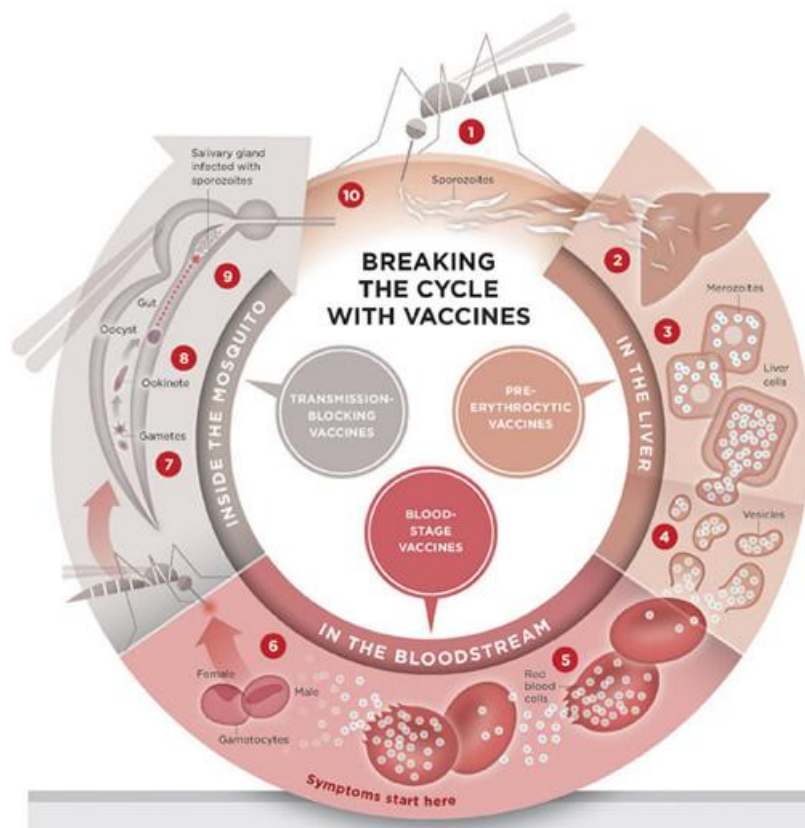 1
Salivary gland
infected with
sporozoites
10
Sporozoites
2
BREAKING
THE CYCLE
WITH VACCINES
9
Gut
Merozoites
3
Oocyst
8
Liver
cells
Ookinete
TRANSMISSION-
BLOCKING
VACCINES
PRE-
ERYTHROCYTIC
VACCINES
INSIDE THE MOSQUITO
IN THE LIVER
Gametes
7
BLOOD-
STAGE
VACCINES
Vesicles
4
IN THE BLOODSTREAM
6
5
Female
Male
Red
blood
cells
Gamatocytes
Symptoms start here